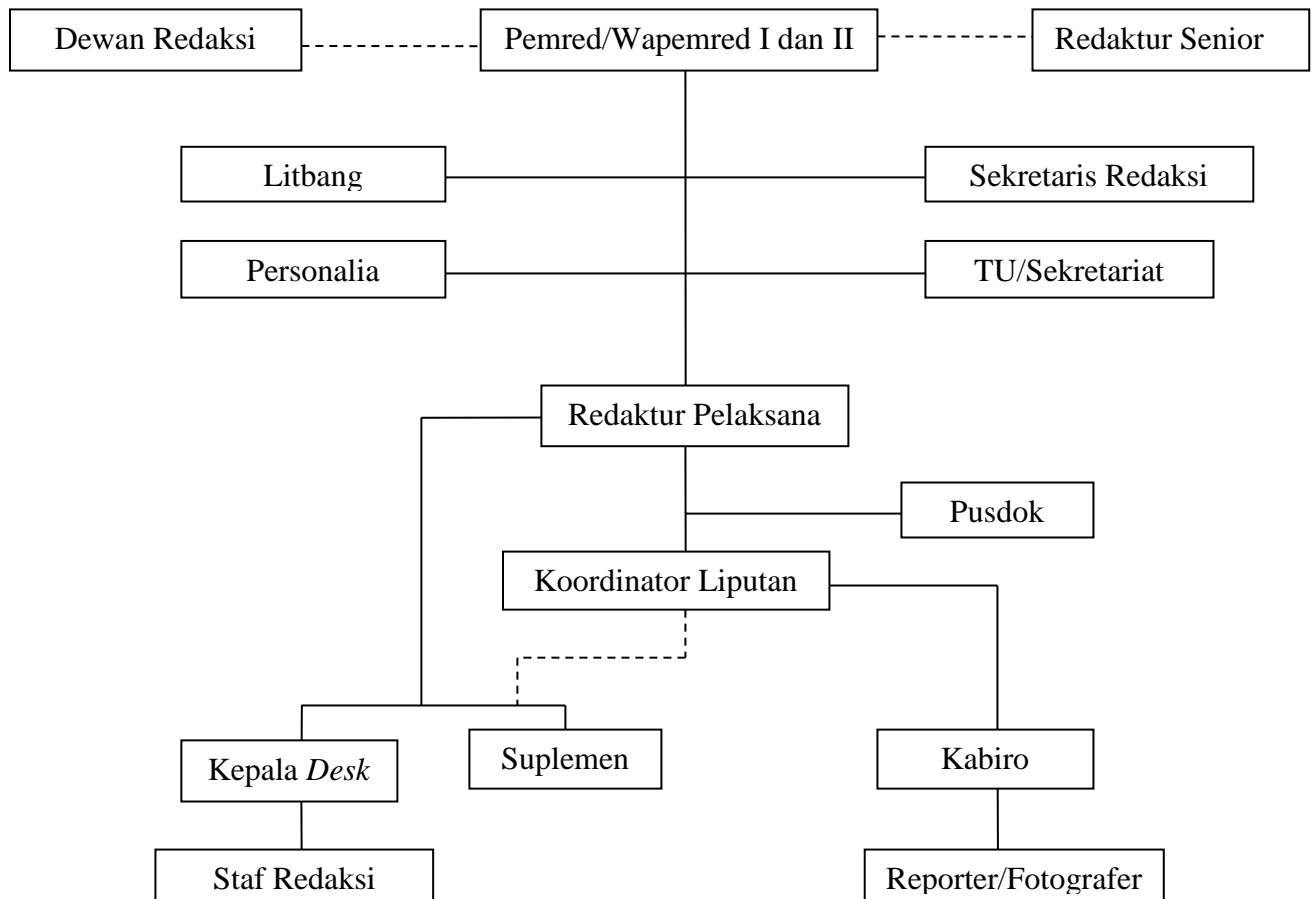 Dewan Redaksi
Pemred/Wapemred I dan II
Redaktur Senior
Litbang
Sekretaris Redaksi
Personalia
TU/Sekretariat
Redaktur Pelaksana
Pusdok
Koordinator Liputan
Kepala Desk
Suplemen
Kabiro
Staf Redaksi
Reporter/Fotografer